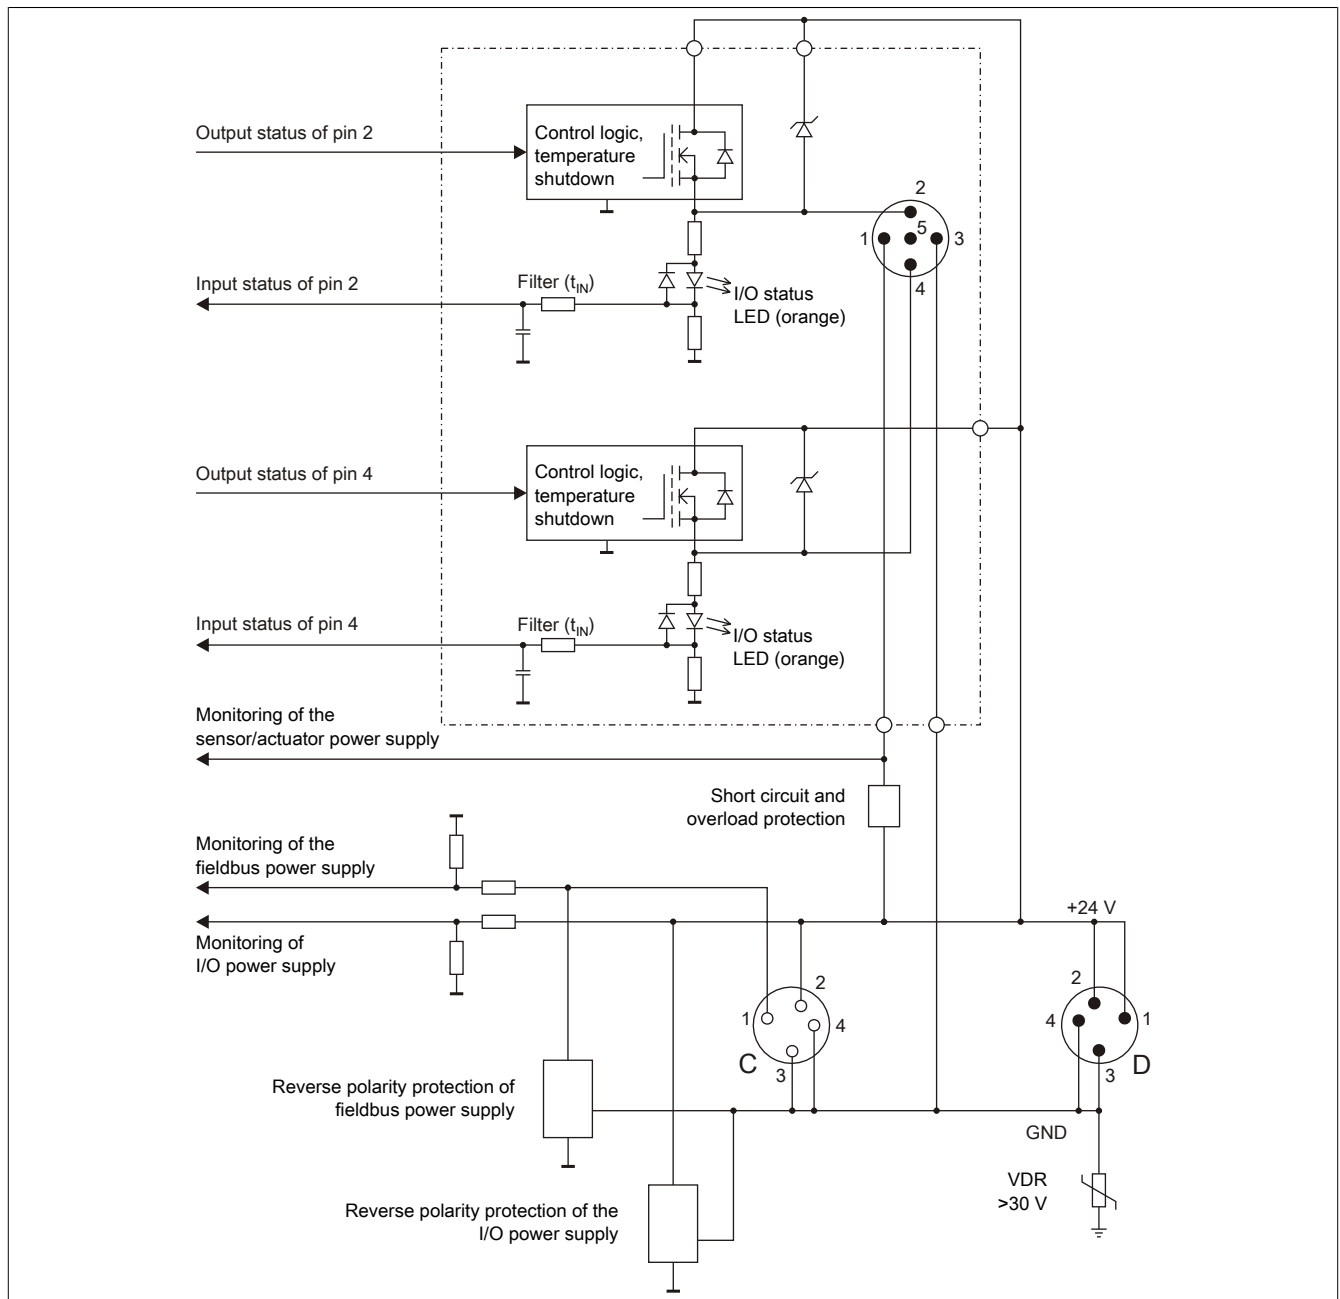 Output status of pin 2
Control logic,
temperature
shutdown
2
1
5
3
4
Input status of pin 2
Filter (tIN)
I/O status
LED (orange)
Output status of pin 4
Control logic,
temperature
shutdown
Input status of pin 4
Filter (tIN)
I/O status
LED (orange)
Monitoring of the
sensor/actuator power supply
Short circuit and
overload protection
Monitoring of the
fieldbus power supply
+24 V
Monitoring of
I/O power supply
2
1
4
3
C
2
4
1
3
D
Reverse polarity protection of
fieldbus power supply
GND
VDR
>30 V
Reverse polarity protection of the
I/O power supply